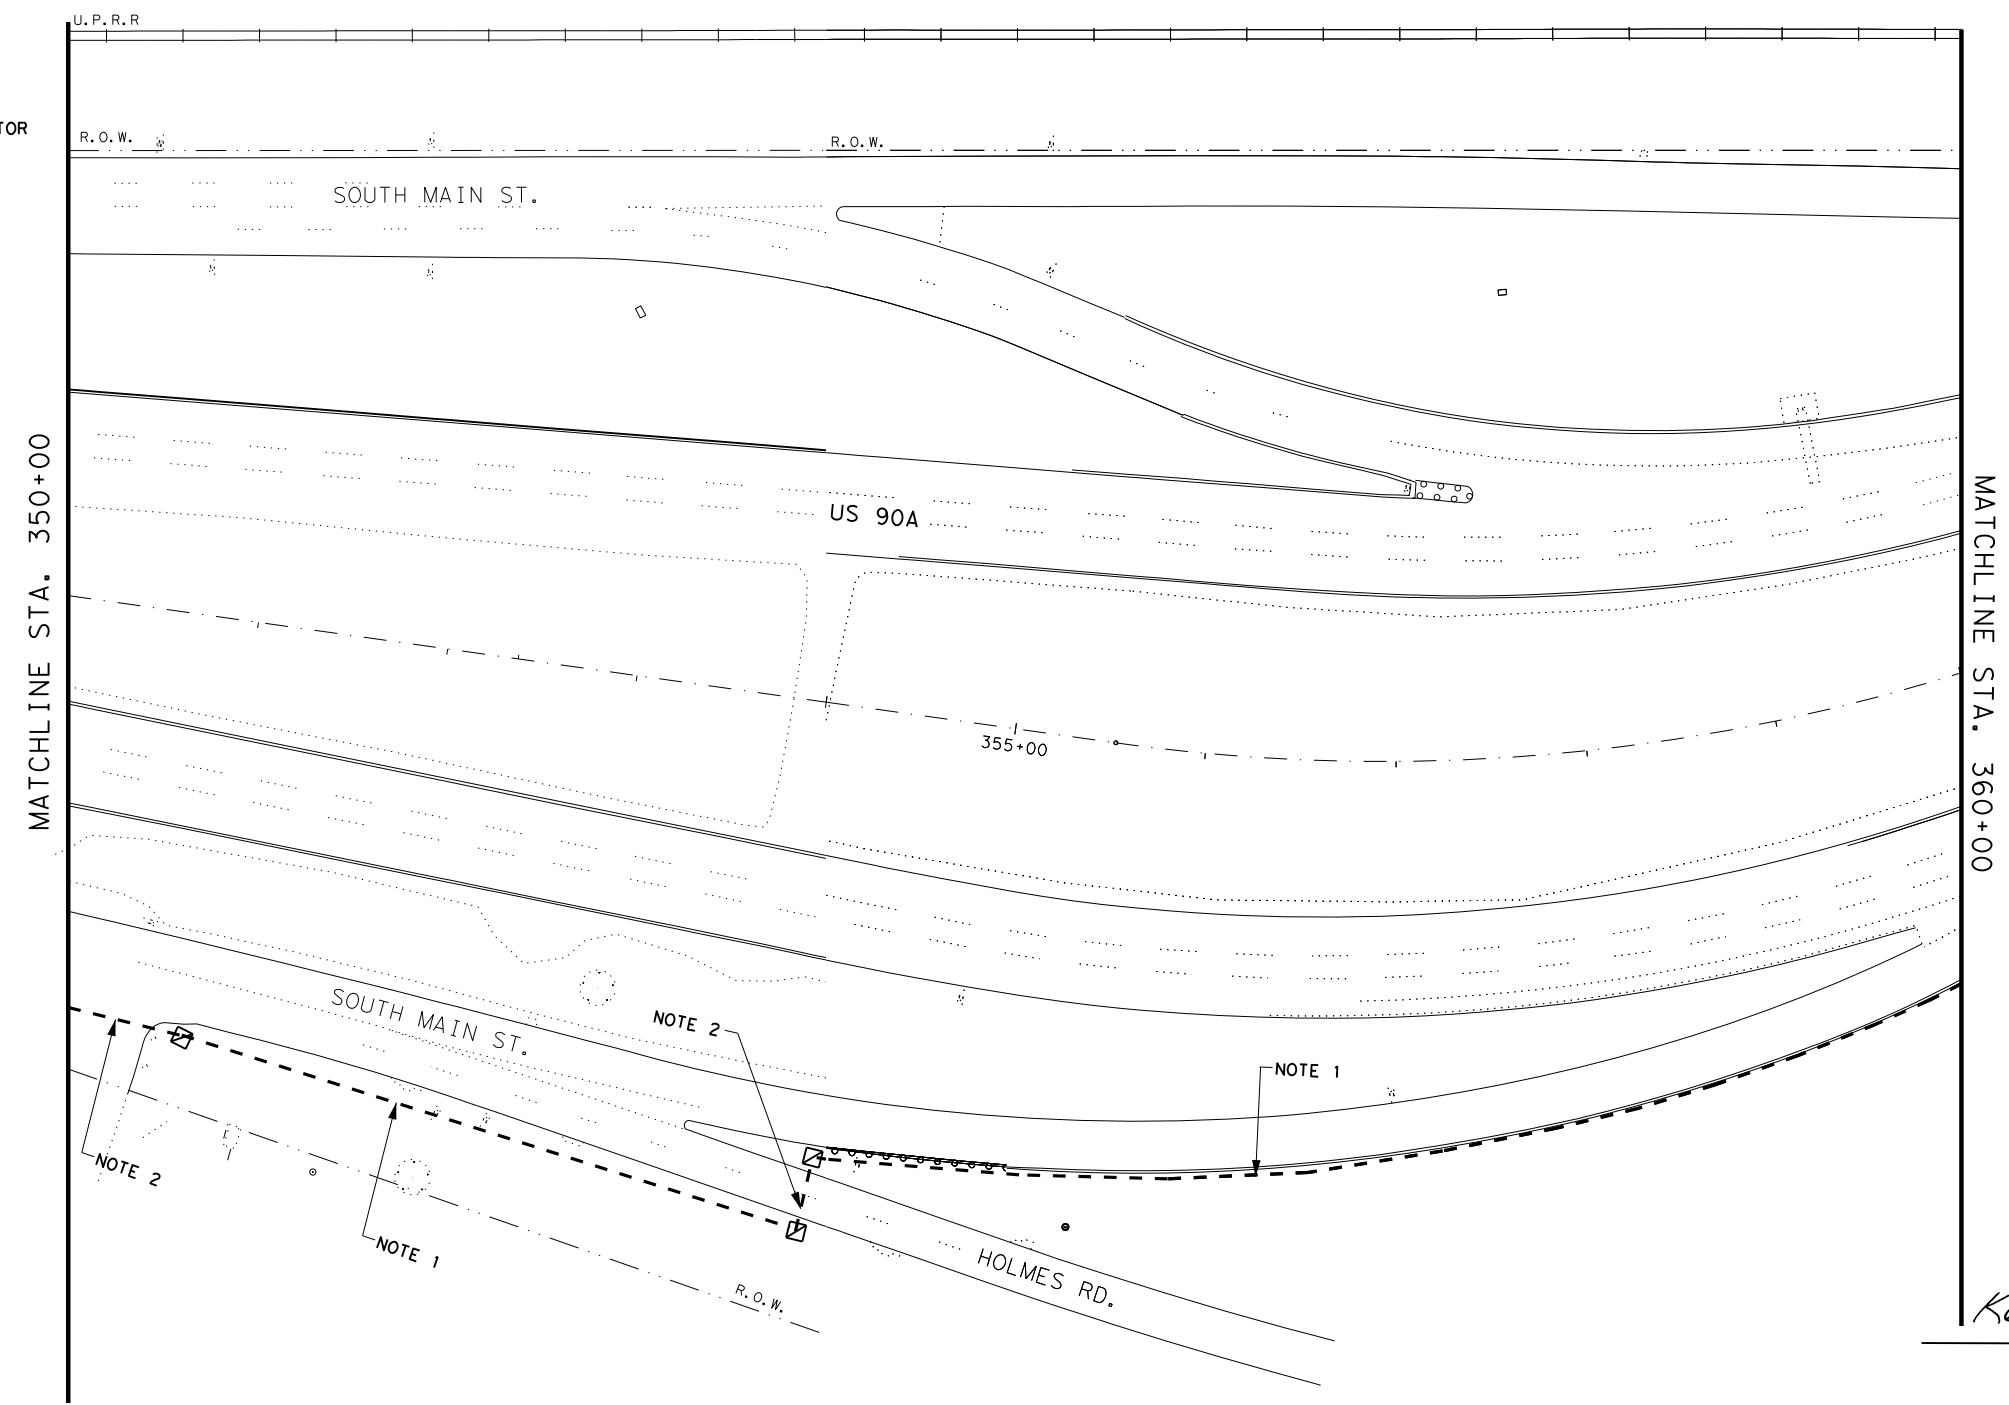 U.P.R.R
TOR
R.O.W.
R.O.W.
SOUTH MAIN ST.
MATCHLINE STA. 350+00
US 90A
MATCHLINE STA. 360+00
355+00
SOUTH MAIN ST.
NOTE 2
NOTE 1
NOTE 2
NOTE 1
HOLMES RD.
R.O.W.